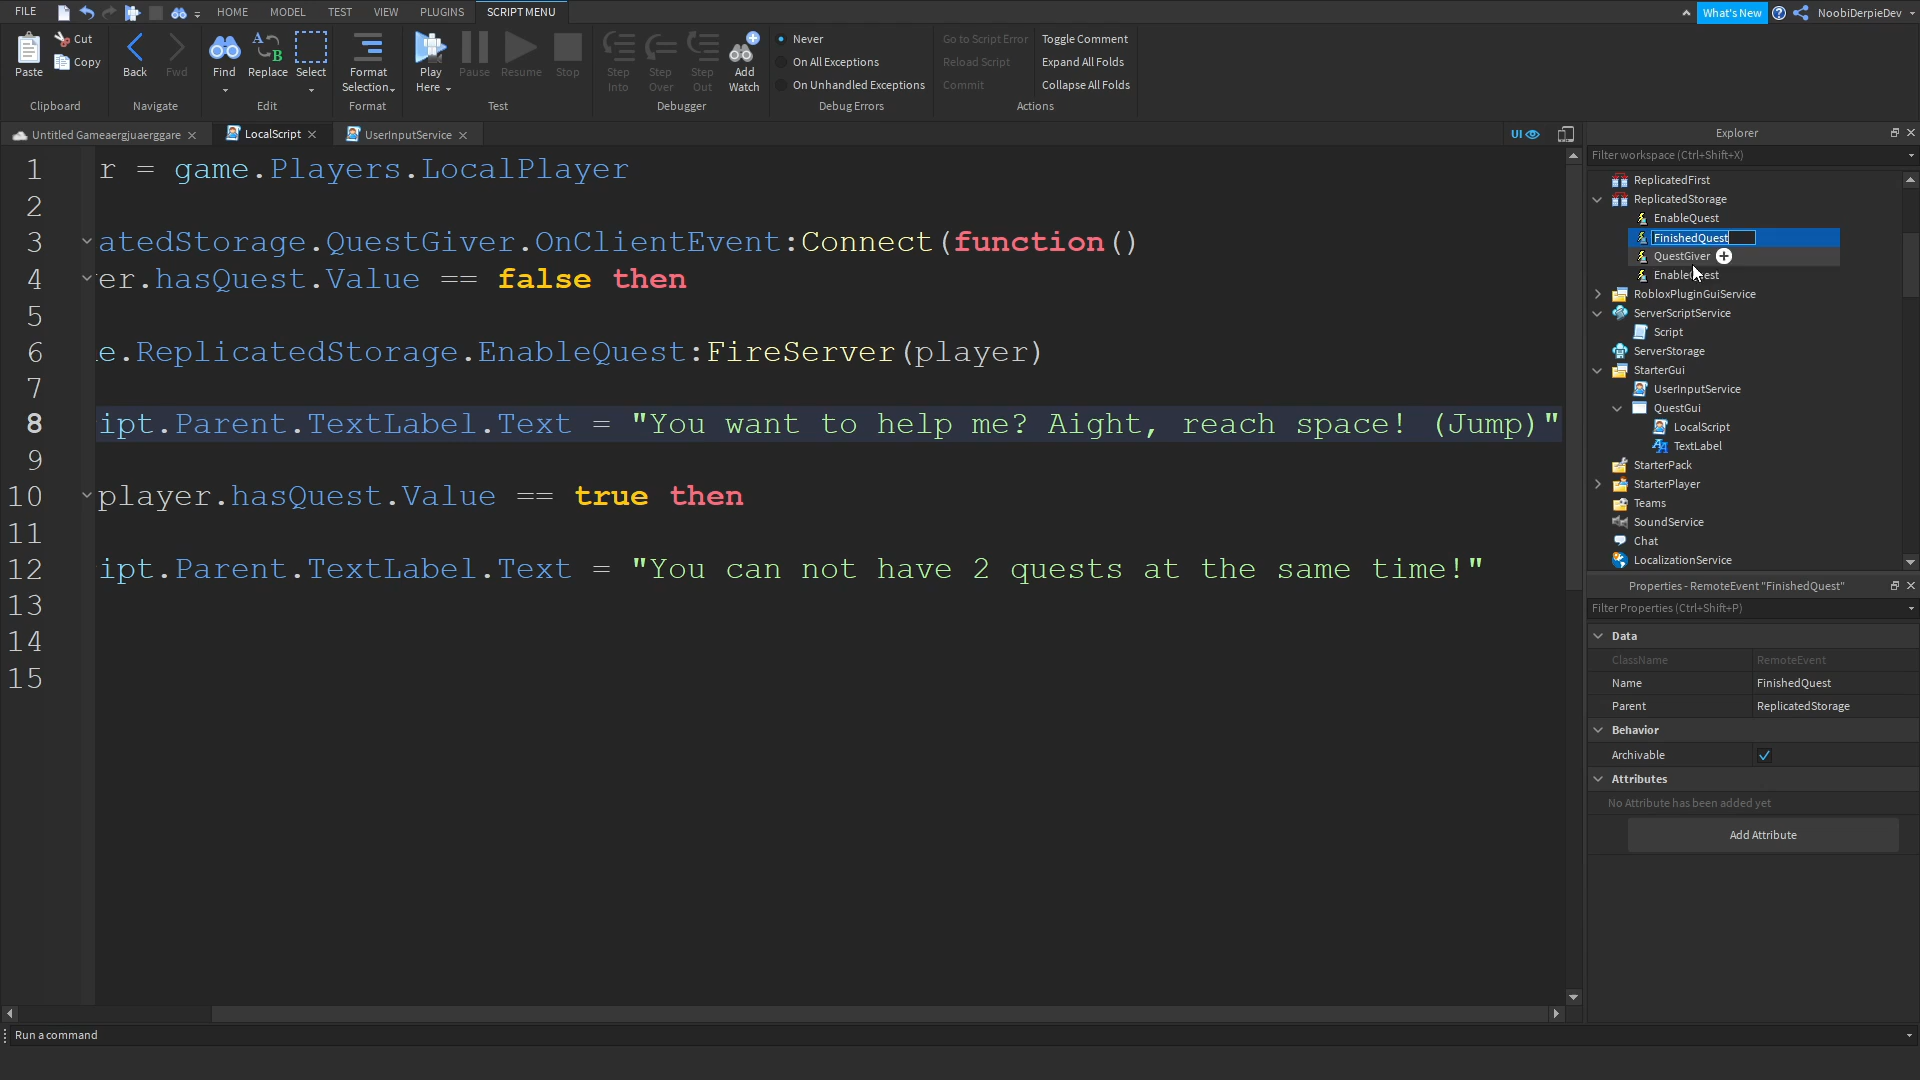 FILE
HOME
MODEL
TEST
VIEW
PLUGINS
SCRIPT MENU
What's New
NoobiDerpieDev
Paste
Cut
Copy
Clipboard
Back
Fwd
Navigate
Find
Replace
Select
Edit
Format
Selection
Format
Play
Here
Pause
Resume
Stop
Test
Step
Into
Step
Over
Step
Out
Add
Watch
Debugger
Never
On All Exceptions
On Unhandled Exceptions
Debug Errors
Go to Script Error
Reload Script
Commit
Toggle Comment
Expand All Folds
Collapse All Folds
Actions
Untitled Gameaergjuaerggare
LocalScript
UserInputService
UI
1 r = game.Players.LocalPlayer
2
3 atedStorage.QuestGiver.OnClientEvent:Connect(function()
4 er.hasQuest.Value == false then
5
6 e.ReplicatedStorage.EnableQuest:FireServer(player)
7
8 ipt.Parent.TextLabel.Text = "You want to help me? Aight, reach space! (Jump)"
9
10 player.hasQuest.Value == true then
11
12 ipt.Parent.TextLabel.Text = "You can not have 2 quests at the same time!"
13
14
15
Explorer
Filter workspace (Ctrl+Shift+X)
ReplicatedFirst
ReplicatedStorage
EnableQuest
FinishedQuest
QuestGiver
EnableQuest
RobloxPluginGuiService
ServerScriptService
Script
ServerStorage
StarterGui
UserInputService
QuestGui
LocalScript
TextLabel
StarterPack
StarterPlayer
Teams
SoundService
Chat
LocalizationService
Properties - RemoteEvent "FinishedQuest"
Filter Properties (Ctrl+Shift+P)
Data
ClassName RemoteEvent
Name FinishedQuest
Parent ReplicatedStorage
Behavior
Archivable
Attributes
No Attribute has been added yet
Add Attribute
Run a command